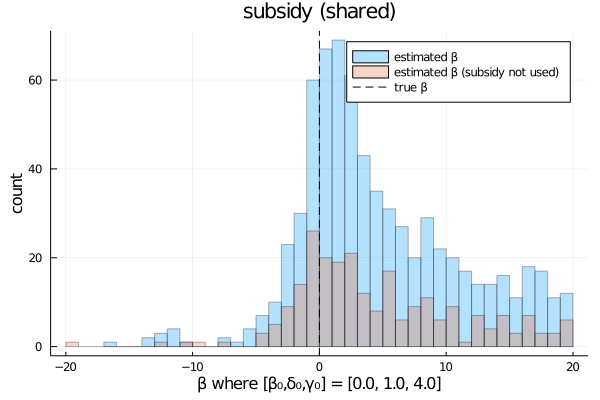 subsidy (shared)
estimated β
estimated β (subsidy not used)
true β
count
60
40
20
0
−20
−10
0
10
20
β where [β₀,δ₀,γ₀] = [0.0, 1.0, 4.0]